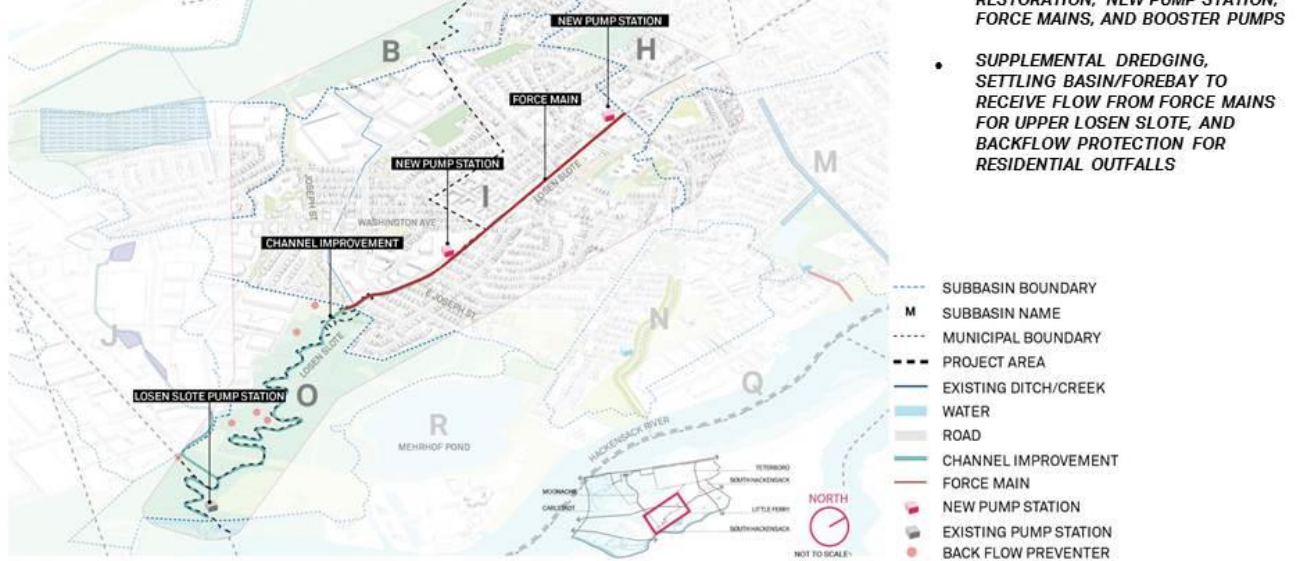 RESTORATION, NEW PUMP STATION,
FORCE MAINS, AND BOOSTER PUMPS
• SUPPLEMENTAL DREDGING,
SETTLING BASIN/FOREBAY TO
RECEIVE FLOW FROM FORCE MAINS
FOR UPPER LOSEN SLOTE, AND
BACKFLOW PROTECTION FOR
RESIDENTIAL OUTFALLS
NEW PUMP STATION
B
H
FORCE MAIN
M
NEW PUMP STATION
JOSEPH ST
I
LOSEN SLOTE
WASHINGTON AVE
CHANNEL IMPROVEMENT
E JOSEPH ST
N
J
LOSEN SLOTE
Q
LOSEN SLOTE PUMP STATION
O
R
MEHRHOF POND
HACKENSACK RIVER
TETERBORO
SOUTH HACKENSACK
MOONACHIE
CARLSTADT
LITTLE FERRY
SOUTH HACKENSACK
NORTH
NOT TO SCALE
SUBBASIN BOUNDARY
M SUBBASIN NAME
MUNICIPAL BOUNDARY
PROJECT AREA
EXISTING DITCH/CREEK
WATER
ROAD
CHANNEL IMPROVEMENT
FORCE MAIN
NEW PUMP STATION
EXISTING PUMP STATION
BACK FLOW PREVENTER